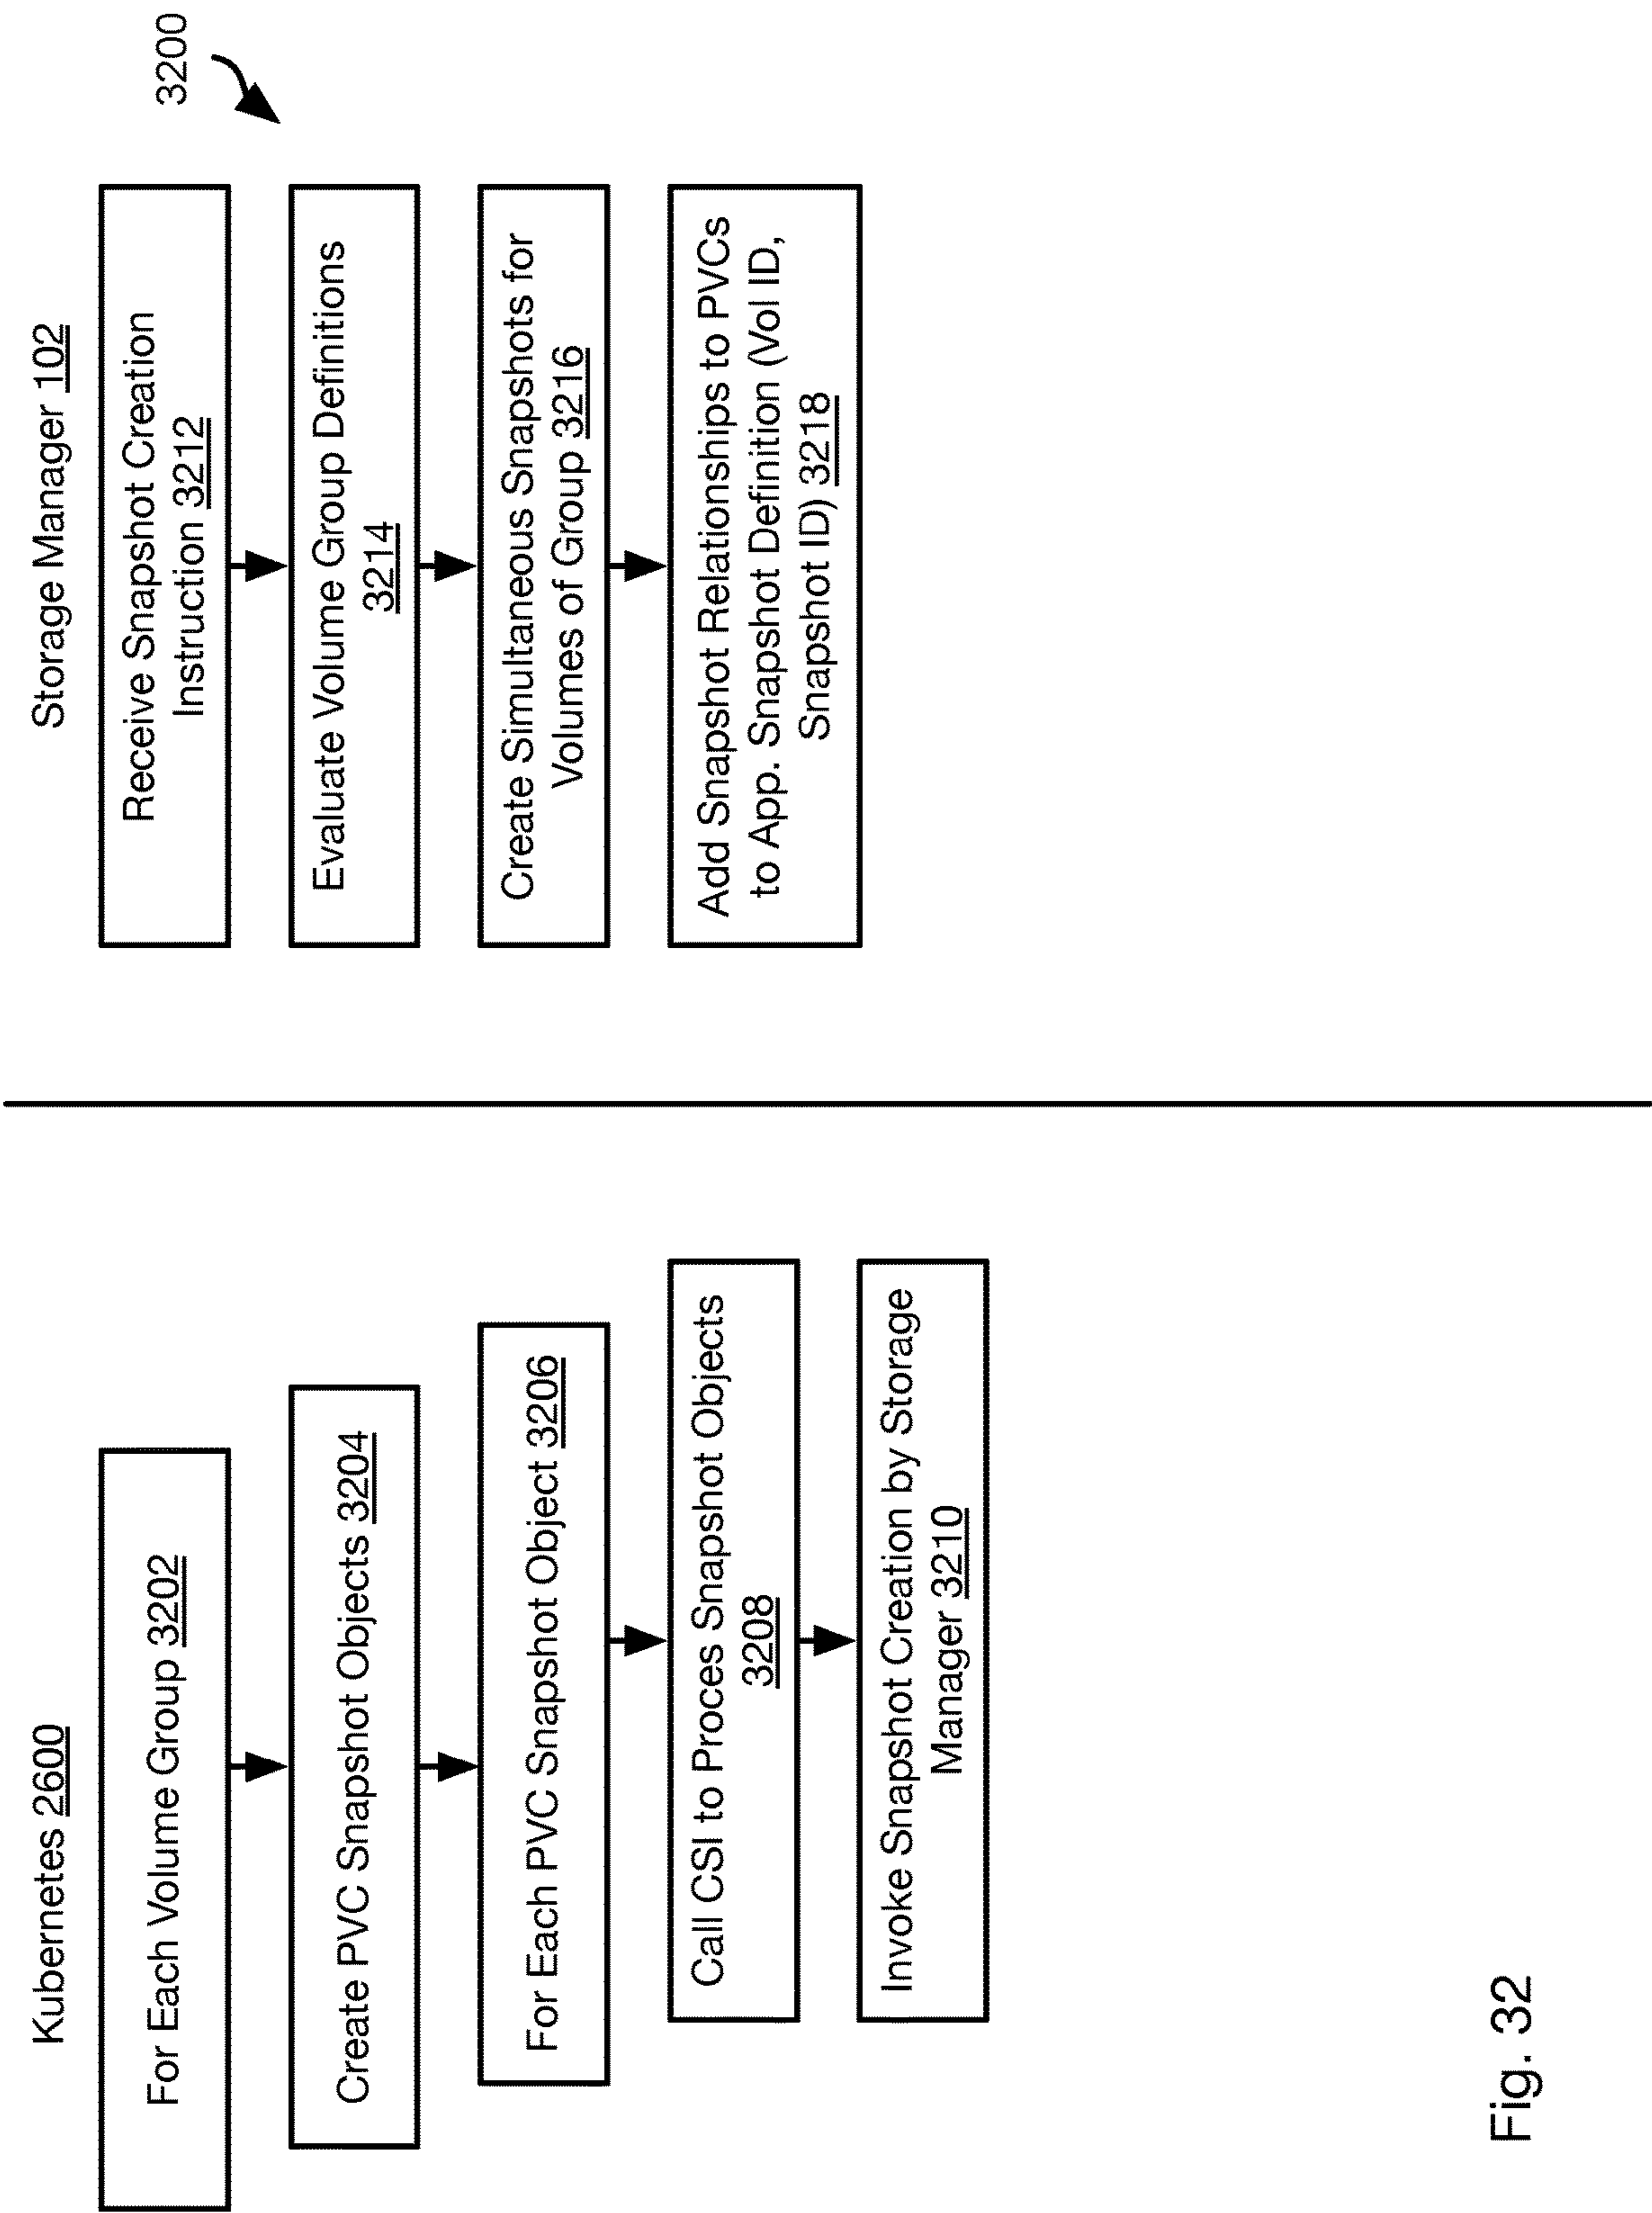 Kubernetes 2600
For Each Volume Group 3202
Create PVC Snapshot Objects 3204
For Each PVC Snapshot Object 3206
Call CSI to Proces Snapshot Objects
3208
Invoke Snapshot Creation by Storage
Manager 3210
Storage Manager 102
3200
Receive Snapshot Creation
Instruction 3212
Evaluate Volume Group Definitions
3214
Create Simultaneous Snapshots for
Volumes of Group 3216
Add Snapshot Relationships to PVCs
to App. Snapshot Definition (Vol ID,
Snapshot ID) 3218
Fig. 32